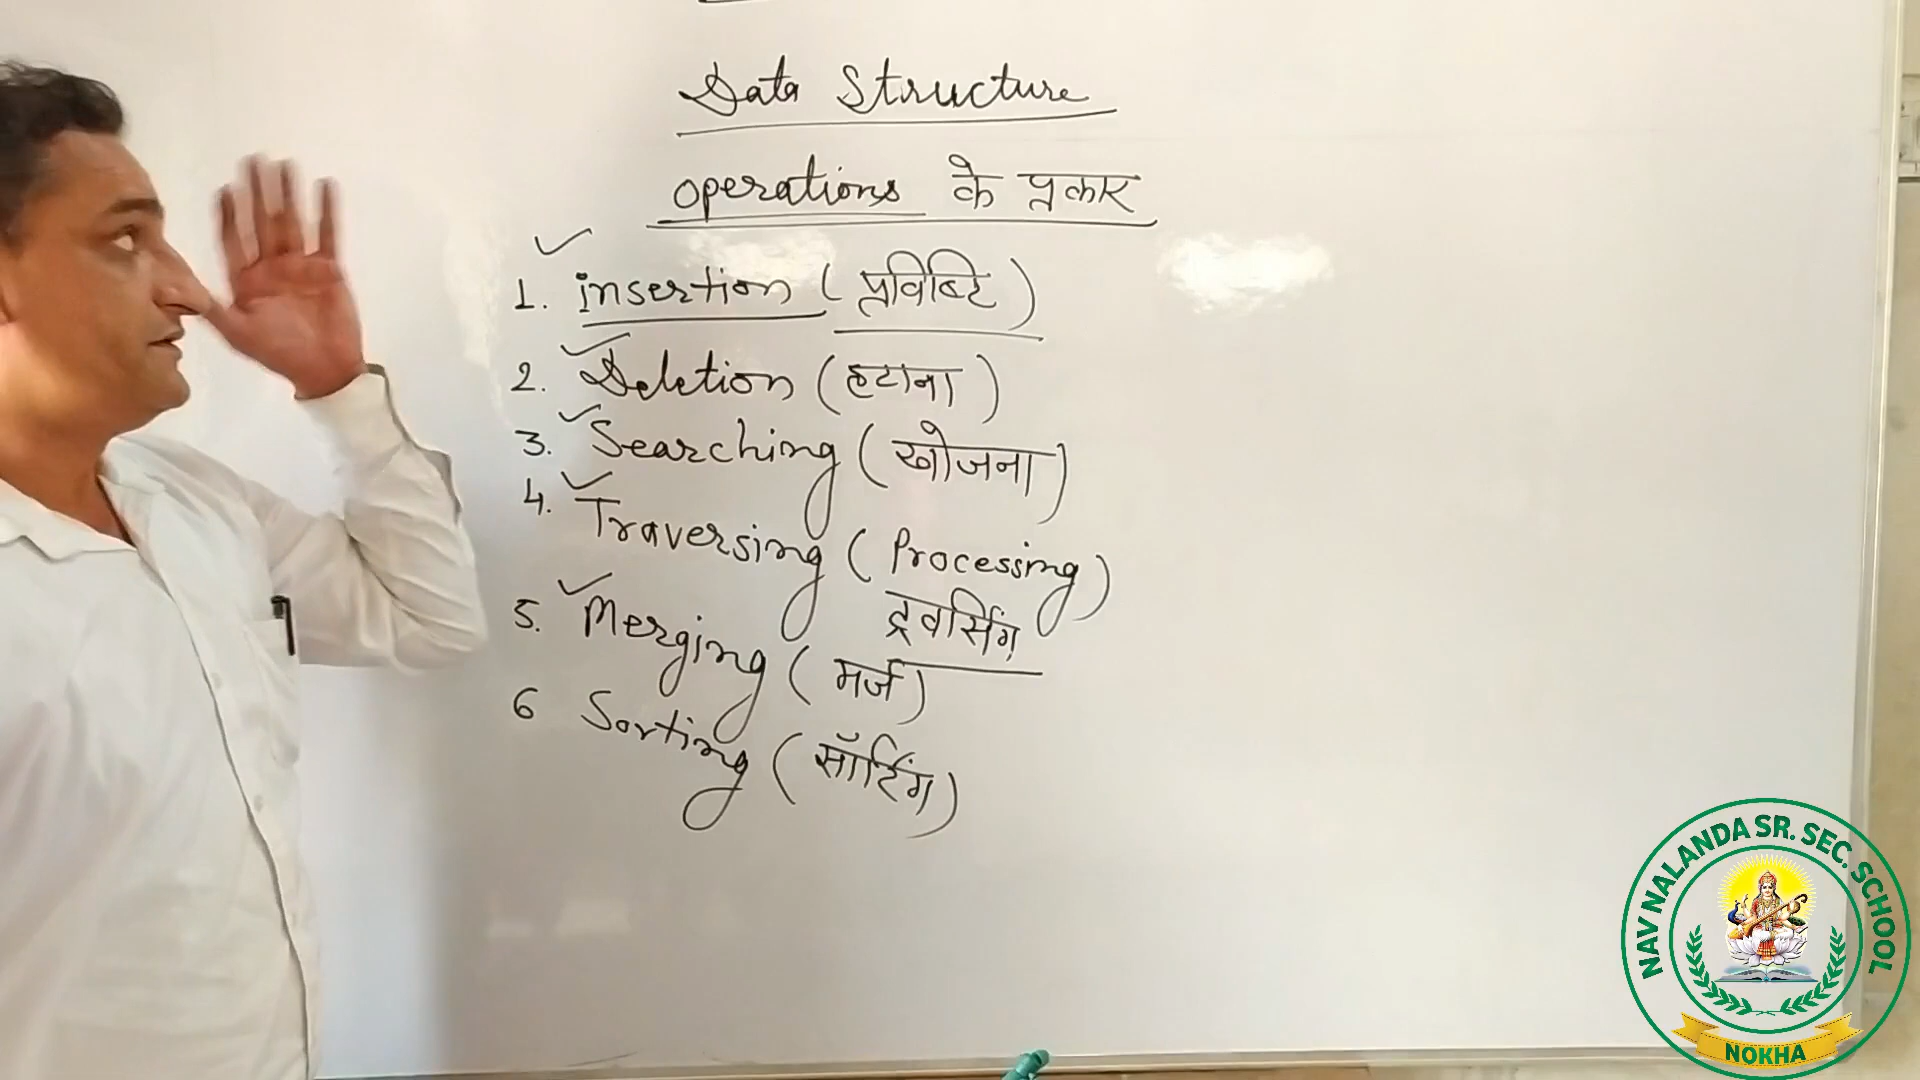 Data Structure
operations के प्रकार
1. insertion (प्रविष्टि)
2. Deletion (हटाना)
3. Searching (खोजना)
4. Traversing (Processing)
ट्रवर्सिंग
5. Merging (मर्ज)
6 Sorting (सॉर्टिंग)
NAV NALANDA SR. SEC. SCHOOL
NOKHA